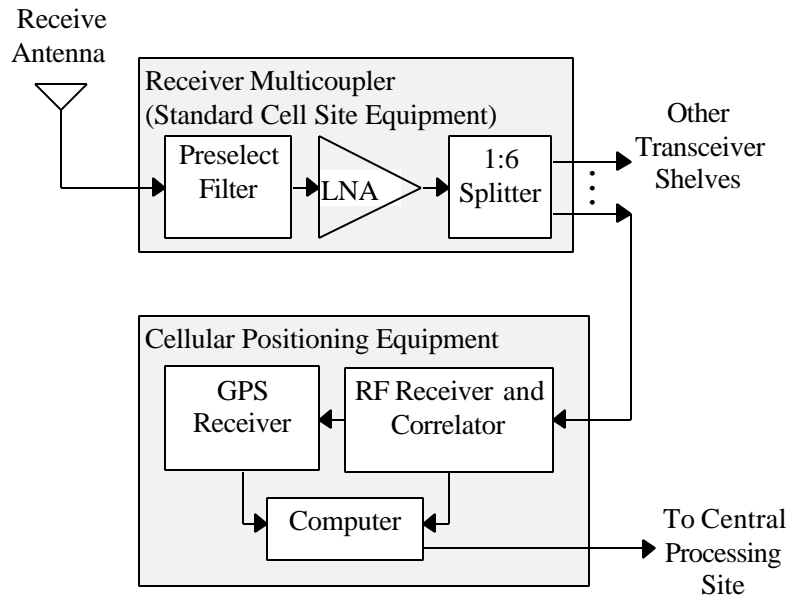 Receive
Antenna
Receiver Multicoupler
(Standard Cell Site Equipment)
Preselect
Filter
LNA
1:6
Splitter
Other
Transceiver
Shelves
Cellular Positioning Equipment
GPS
Receiver
RF Receiver and
Correlator
Computer
To Central
Processing
Site